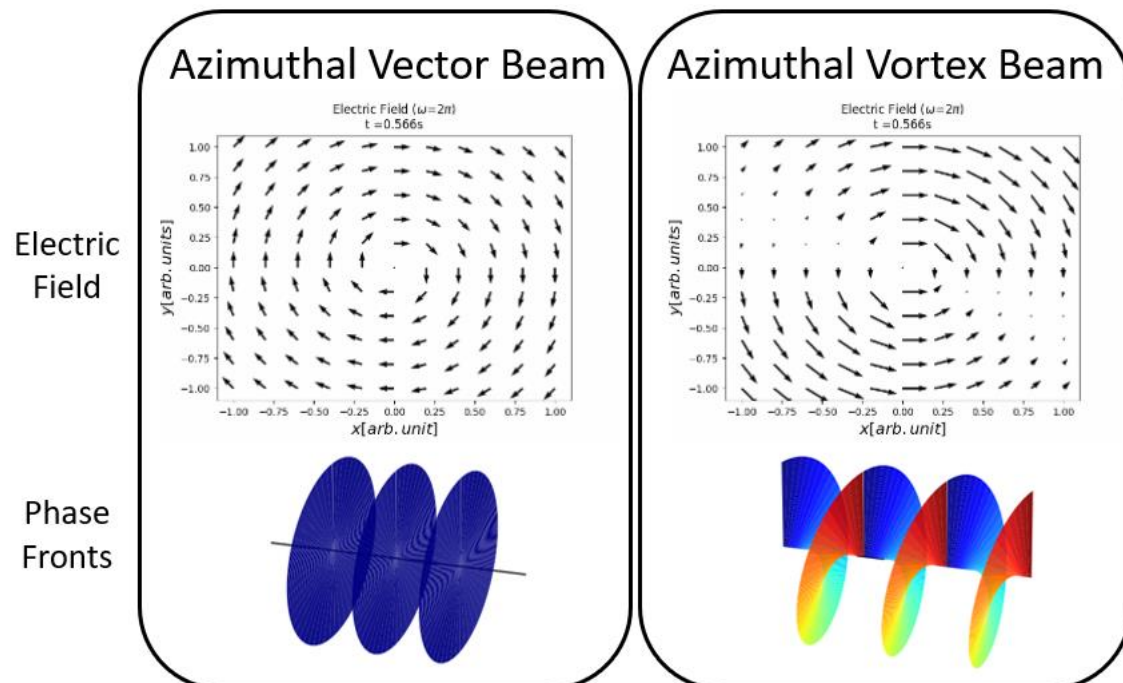 Azimuthal Vector Beam
Electric Field (ω=2π)
t =0.566s
1.00
0.75
0.50
0.25
0.00
−0.25
−0.50
−0.75
−1.00
y[arb.units]
−1.00 −0.75 −0.50 −0.25 0.00 0.25 0.50 0.75 1.00
x[arb.unit]
Azimuthal Vortex Beam
Electric Field (ω=2π)
t =0.566s
1.00
0.75
0.50
0.25
0.00
−0.25
−0.50
−0.75
−1.00
y[arb.units]
−1.00 −0.75 −0.50 −0.25 0.00 0.25 0.50 0.75 1.00
x[arb.unit]
Electric
Field
Phase
Fronts